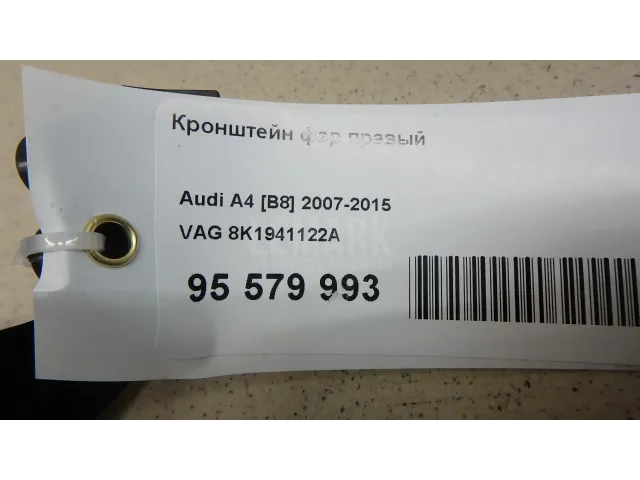 Кронштейн фар правый
Audi A4 [B8] 2007-2015
VAG 8K1941122A
95 579 993